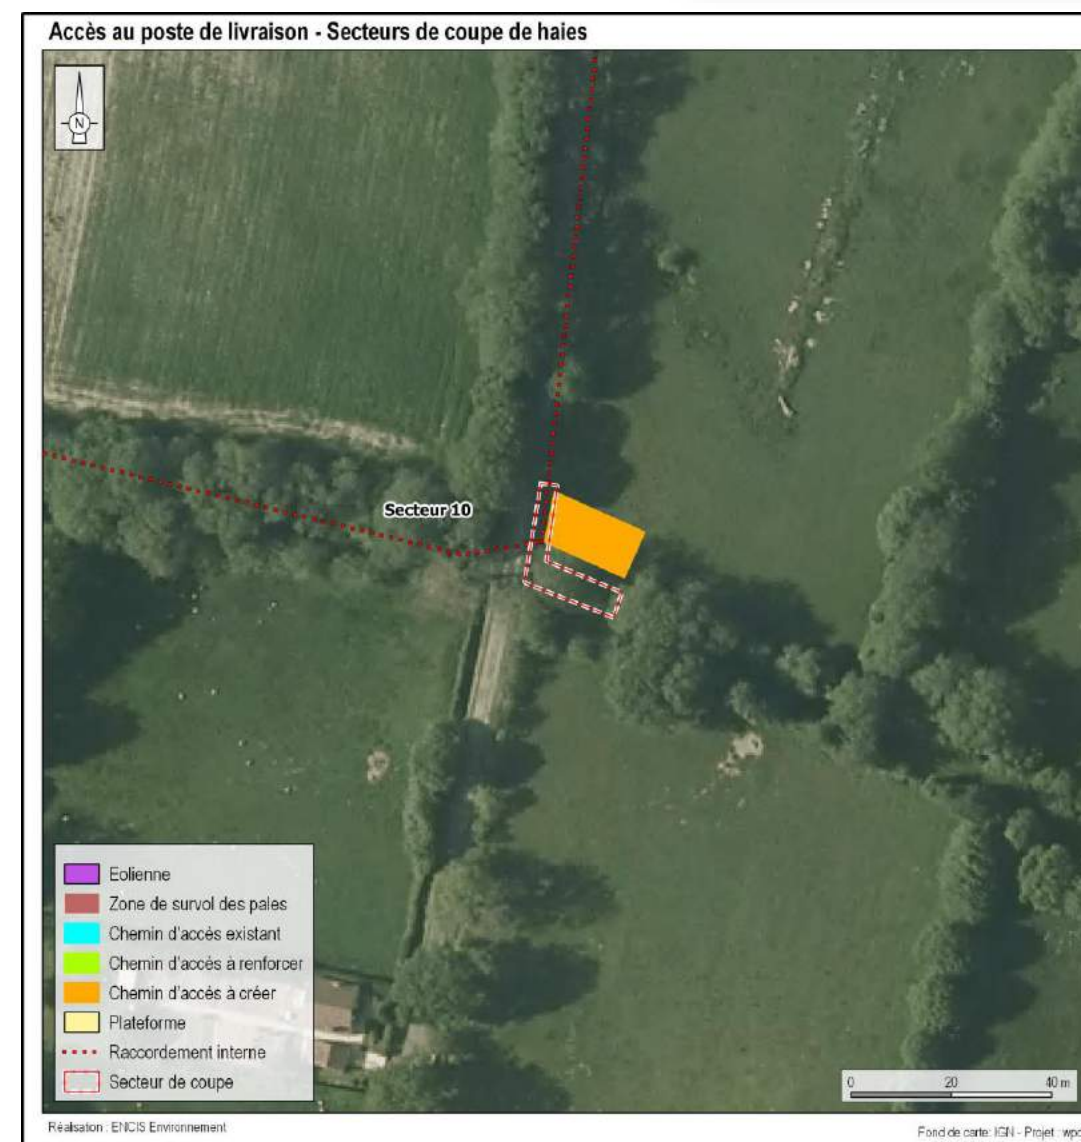 Accès au poste de livraison - Secteurs de coupe de haies
N
Secteur 10
Eolienne
Zone de survol des pales
Chemin d'accès existant
Chemin d'accès à renforcer
Chemin d'accès à créer
Plateforme
Raccordement interne
Secteur de coupe
0 20 40 m
Réalisation : ENCIS Environnement
Fond de carte: IGN - Projet : wpd